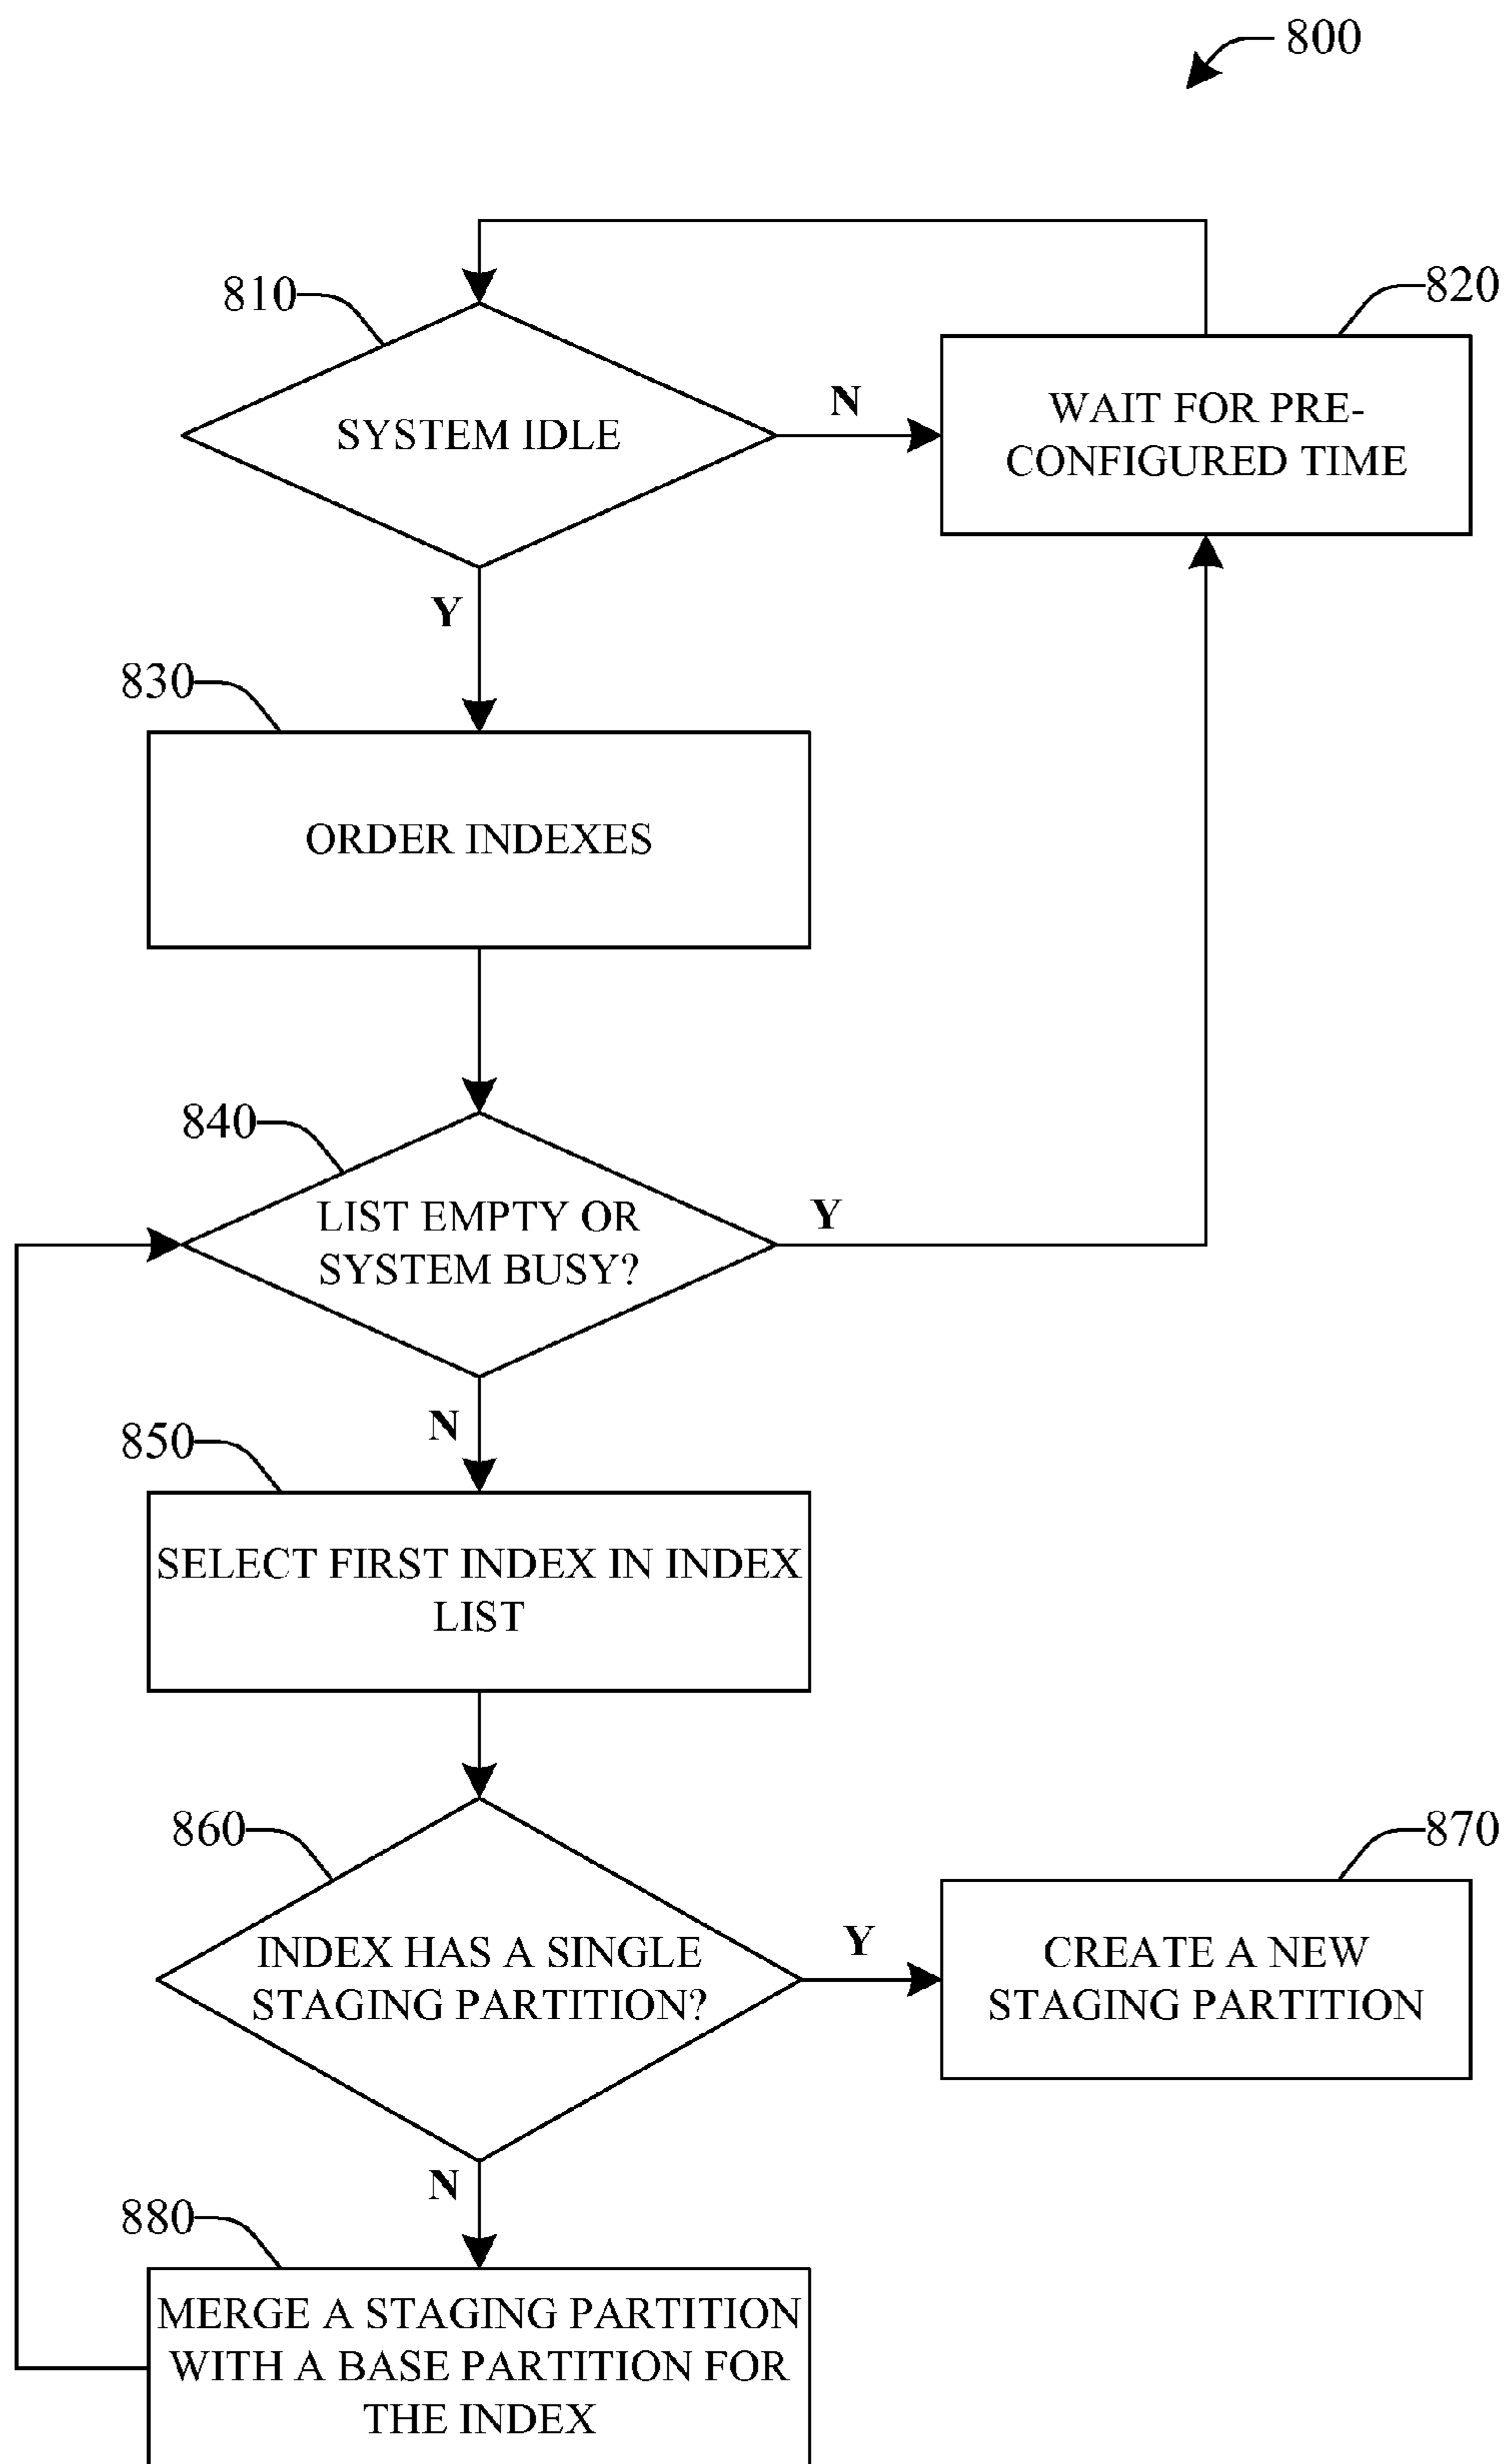 800
810
820
SYSTEM IDLE
N
WAIT FOR PRE-
CONFIGURED TIME
Y
830
ORDER INDEXES
840
LIST EMPTY OR
SYSTEM BUSY?
Y
N
850
SELECT FIRST INDEX IN INDEX
LIST
860
870
INDEX HAS A SINGLE
STAGING PARTITION?
Y
CREATE A NEW
STAGING PARTITION
N
880
MERGE A STAGING PARTITION
WITH A BASE PARTITION FOR
THE INDEX